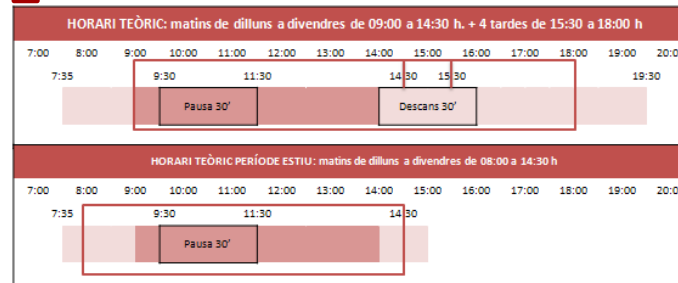 HORARI TEÒRIC: matins de dilluns a divendres de 09:00 a 14:30 h. + 4 tardes de 15:30 a 18:00 h
7:00 8:00 9:00 10:00 11:00 12:00 13:00 14:00 15:00 16:00 17:00 18:00 19:00 20:0
7:35 9:30 11:30 14:30 15:30 19:30
Pausa 30' Descans 30'
HORARI TEÒRIC PERÍODE ESTIU: matins de dilluns a divendres de 08:00 a 14:30 h
7:00 8:00 9:00 10:00 11:00 12:00 13:00 14:00 15:00 16:00 17:00 18:00 19:00 20:0
7:35 9:30 11:30 14:30
Pausa 30'